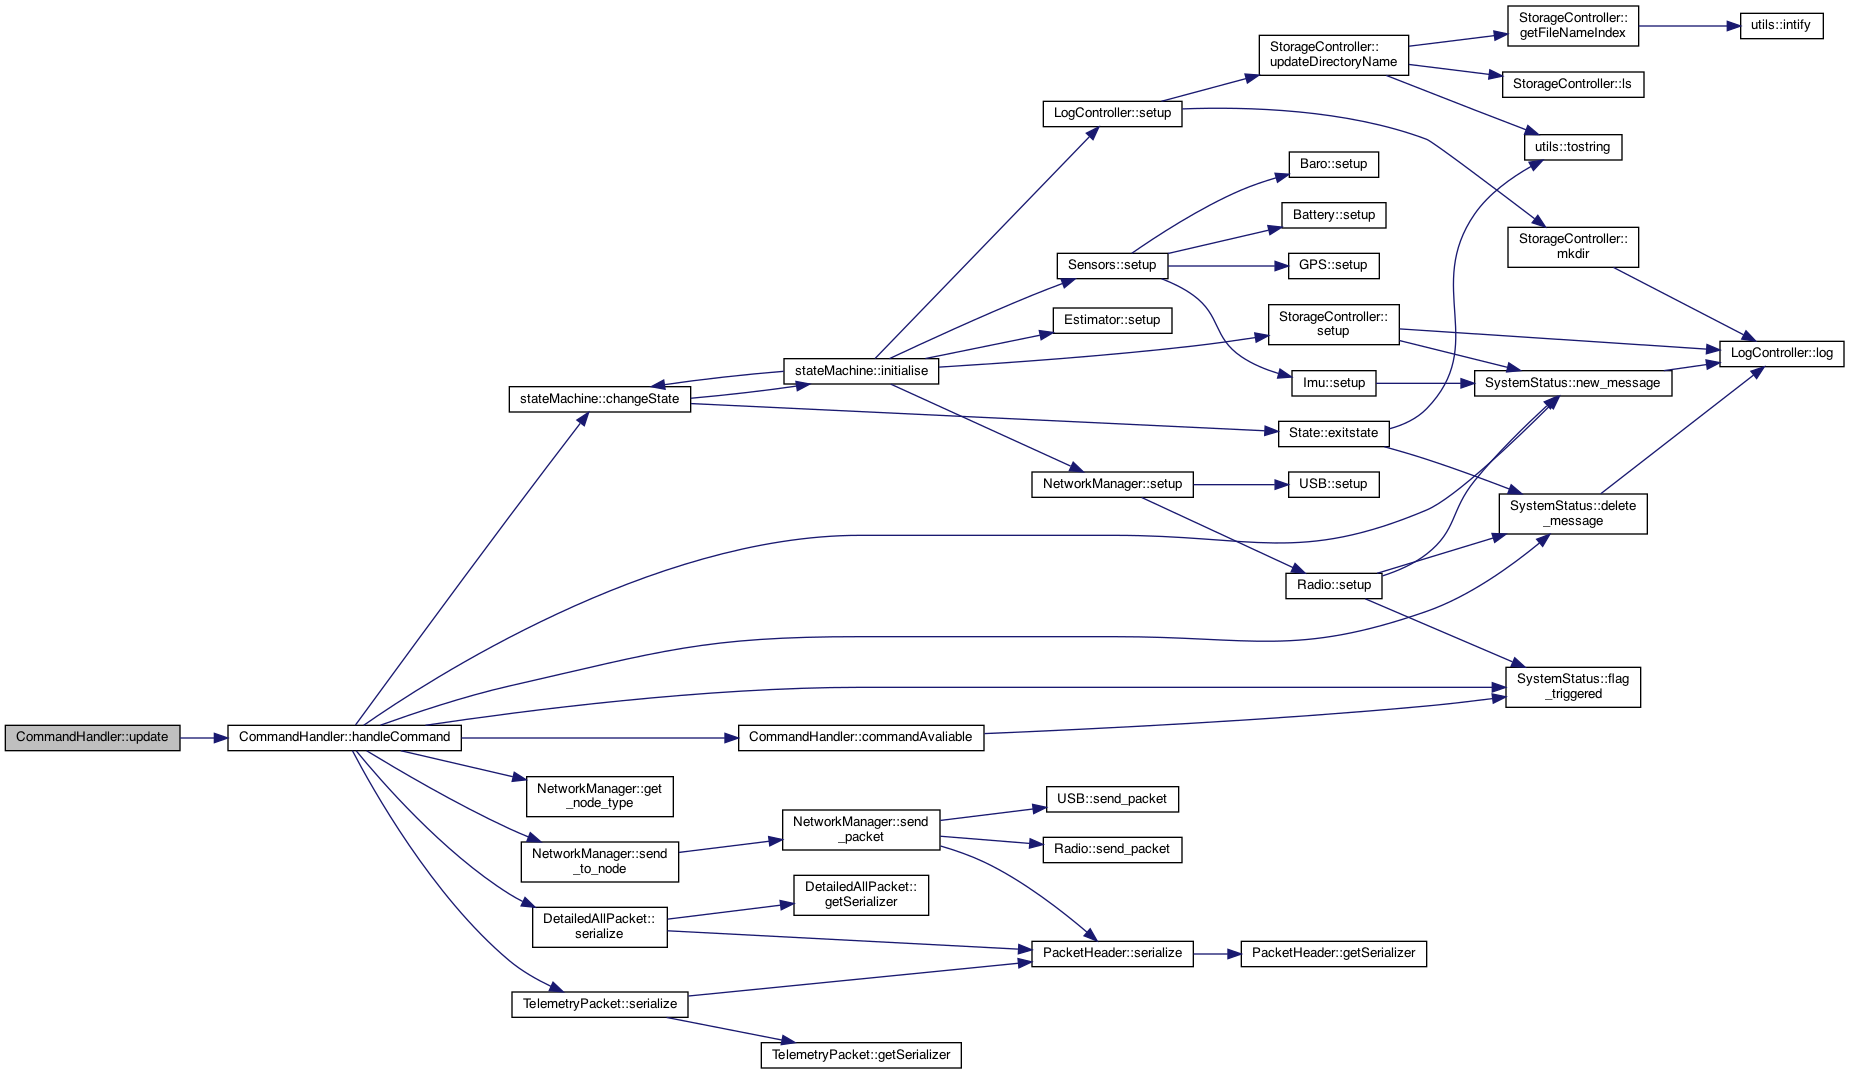 StorageController::
getFileNameIndex
utils::intify
StorageController::
updateDirectoryName
StorageController::ls
LogController::setup
utils::tostring
Baro::setup
Battery::setup
StorageController::
mkdir
Sensors::setup
GPS::setup
Estimator::setup
StorageController::
setup
LogController::log
stateMachine::initialise
Imu::setup
SystemStatus::new_message
stateMachine::changeState
State::exitstate
NetworkManager::setup
USB::setup
SystemStatus::delete
_message
Radio::setup
SystemStatus::flag
_triggered
CommandHandler::update
CommandHandler::handleCommand
CommandHandler::commandAvaliable
NetworkManager::get
_node_type
USB::send_packet
NetworkManager::send
_packet
Radio::send_packet
NetworkManager::send
_to_node
DetailedAllPacket::
getSerializer
DetailedAllPacket::
serialize
PacketHeader::serialize
PacketHeader::getSerializer
TelemetryPacket::serialize
TelemetryPacket::getSerializer